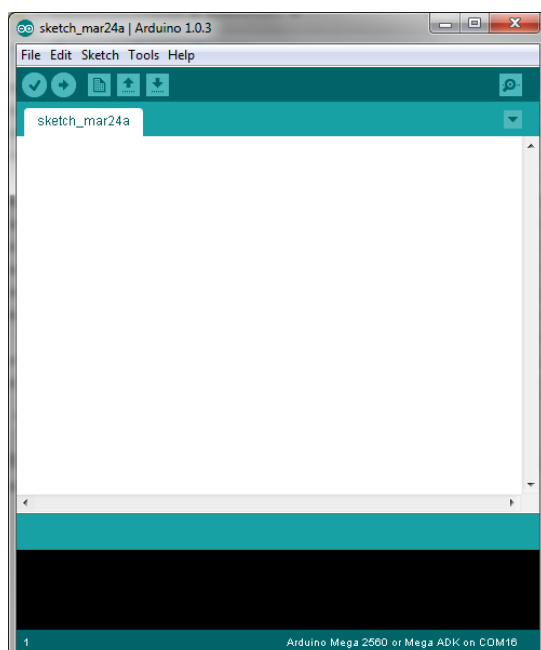 sketch_mar24a | Arduino 1.0.3
File Edit Sketch Tools Help
sketch_mar24a
1 Arduino Mega 2560 or Mega ADK on COM16